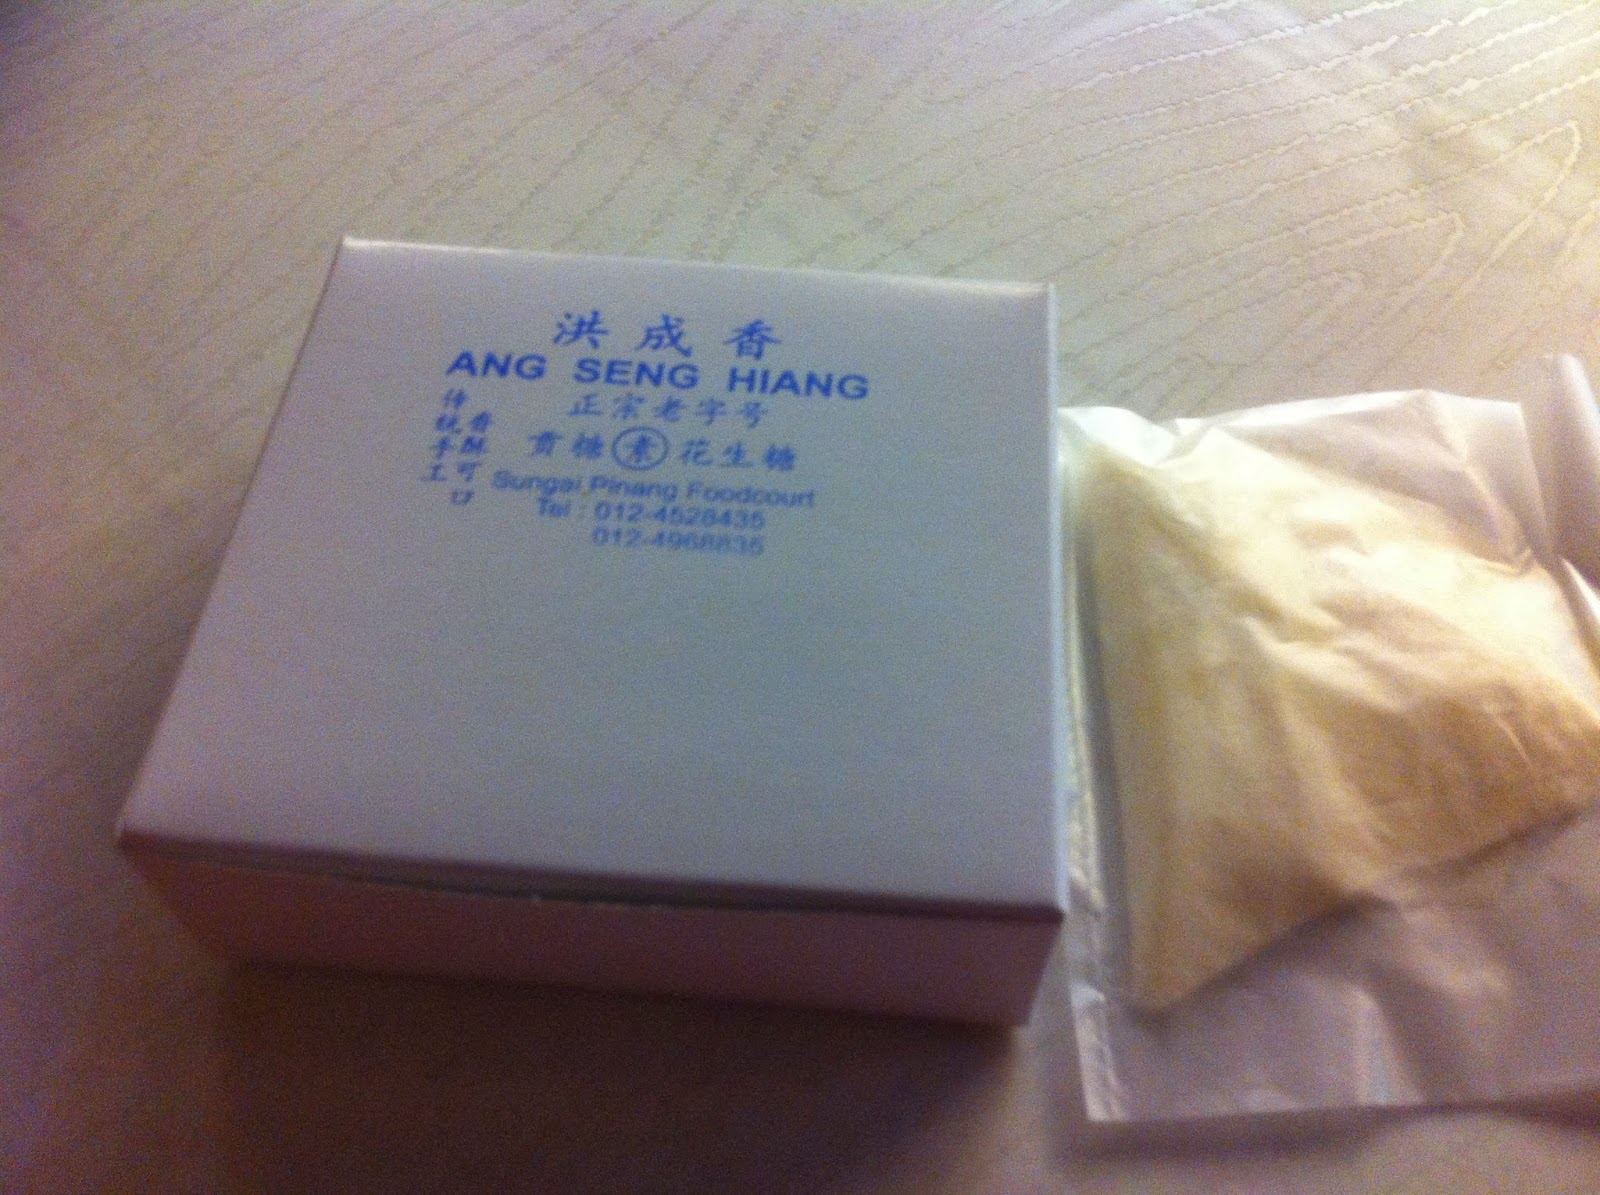 洪成香
ANG SENG HIANG
正宗老字号
贡糖素花生糖
传统手工
香酥可口
Sungai Pinang Foodcourt
Tel : 012-4528435
012-4968835